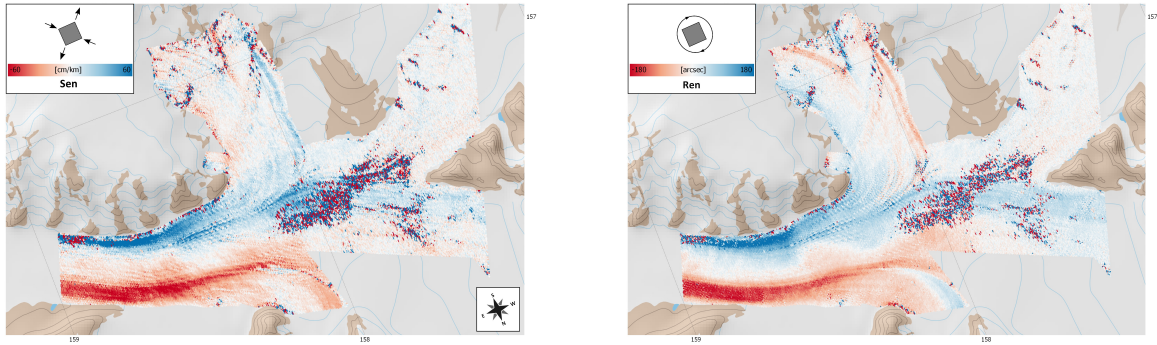 -60 [cm/km] 60
Sen
157
159
158
S
W
E
N
-180 [arcsec] 180
Ren
157
159
158